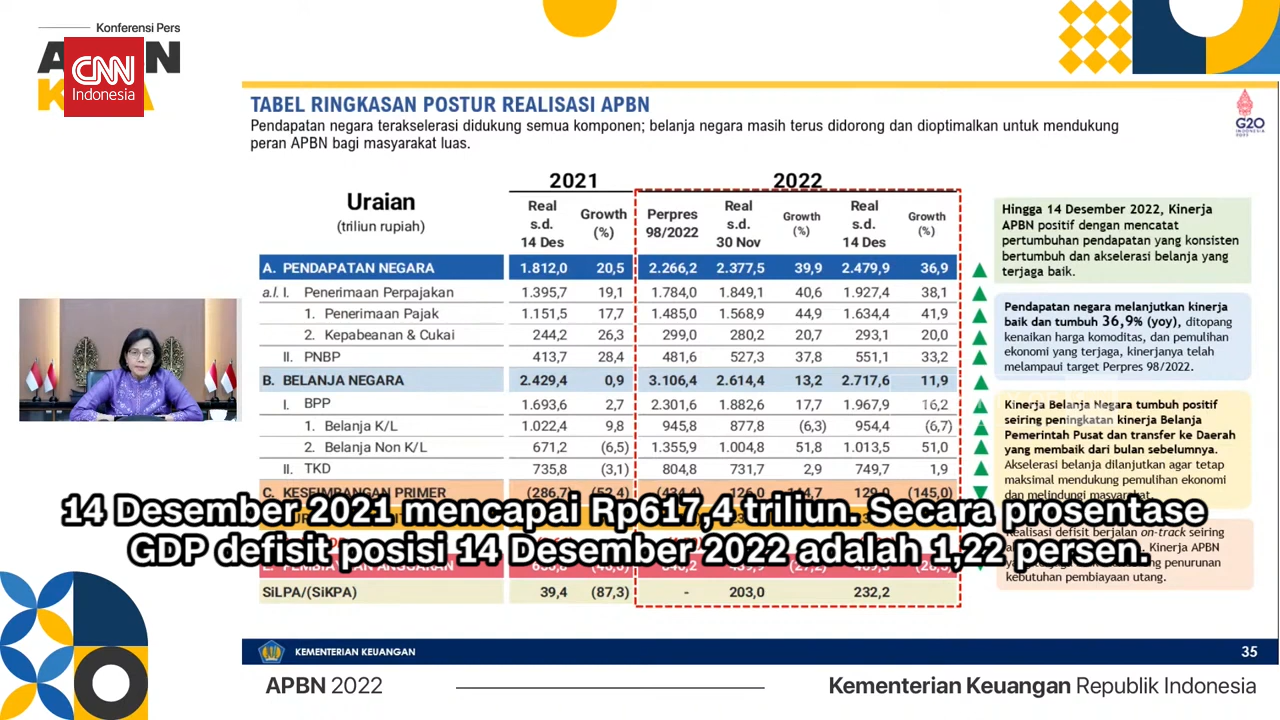 Konferensi Pers
CNN
Indonesia
TABEL RINGKASAN POSTUR REALISASI APBN
Pendapatan negara terakselerasi didukung semua komponen; belanja negara masih terus didorong dan dioptimalkan untuk mendukung
peran APBN bagi masyarakat luas.
G20
2021 2022
Uraian
(triliun rupiah)
Real s.d. 14 Des Growth (%) Perpres 98/2022 Real s.d. 30 Nov Growth (%) Real s.d. 14 Des Growth (%)
A. PENDAPATAN NEGARA 1.812,0 20,5 2.266,2 2.377,5 39,9 2.479,9 36,9
a.l. I. Penerimaan Perpajakan 1.395,7 19,1 1.784,0 1.849,1 40,6 1.927,4 38,1
1. Penerimaan Pajak 1.151,5 17,7 1.485,0 1.568,9 44,9 1.634,4 41,9
2. Kepabeanan & Cukai 244,2 26,3 299,0 280,2 20,7 293,1 20,0
II. PNBP 413,7 28,4 481,6 527,3 37,8 551,1 33,2
B. BELANJA NEGARA 2.429,4 0,9 3.106,4 2.614,4 13,2 2.717,6 11,9
I. BPP 1.693,6 2,7 2.301,6 1.882,6 17,7 1.967,9 16,2
1. Belanja K/L 1.022,4 9,8 945,8 877,8 (6,3) 954,4 (6,7)
2. Belanja Non K/L 671,2 (6,5) 1.355,9 1.004,8 51,8 1.013,5 51,0
II. TKD 735,8 (3,1) 804,8 731,7 2,9 749,7 1,9
C. KESEIMBANGAN PRIMER (286,7) (52,4) (434,4) 126,0 129,0 (145,0)
SiLPA/(SiKPA) 39,4 (87,3) - 203,0 232,2
Hingga 14 Desember 2022, Kinerja
APBN positif dengan mencatat
pertumbuhan pendapatan yang konsisten
bertumbuh dan akselerasi belanja yang
terjaga baik.
Pendapatan negara melanjutkan kinerja
baik dan tumbuh 36,9% (yoy), ditopang
kenaikan harga komoditas, dan pemulihan
ekonomi yang terjaga, kinerjanya telah
melampaui target Perpres 98/2022.
Kinerja Belanja Negara tumbuh positif
seiring peningkatan kinerja Belanja
Pemerintah Pusat dan transfer ke Daerah
yang membaik dari bulan sebelumnya.
Akselerasi belanja dilanjutkan agar tetap
maksimal mendukung pemulihan ekonomi
dan melindungi masyarakat.
Realisasi defisit berjalan on-track seiring
Kinerja APBN
penurunan
kebutuhan pembiayaan utang.
14 Desember 2021 mencapai Rp617,4 triliun. Secara prosentase
GDP defisit posisi 14 Desember 2022 adalah 1,22 persen.
KEMENTERIAN KEUANGAN
35
APBN 2022
Kementerian Keuangan Republik Indonesia